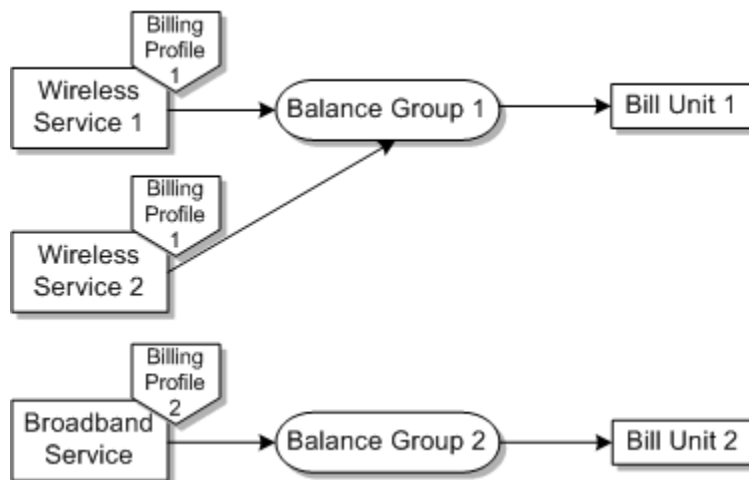 Billing
Profile
1
Wireless
Service 1
Balance Group 1
Bill Unit 1
Billing
Profile
1
Wireless
Service 2
Billing
Profile
2
Broadband
Service
Balance Group 2
Bill Unit 2